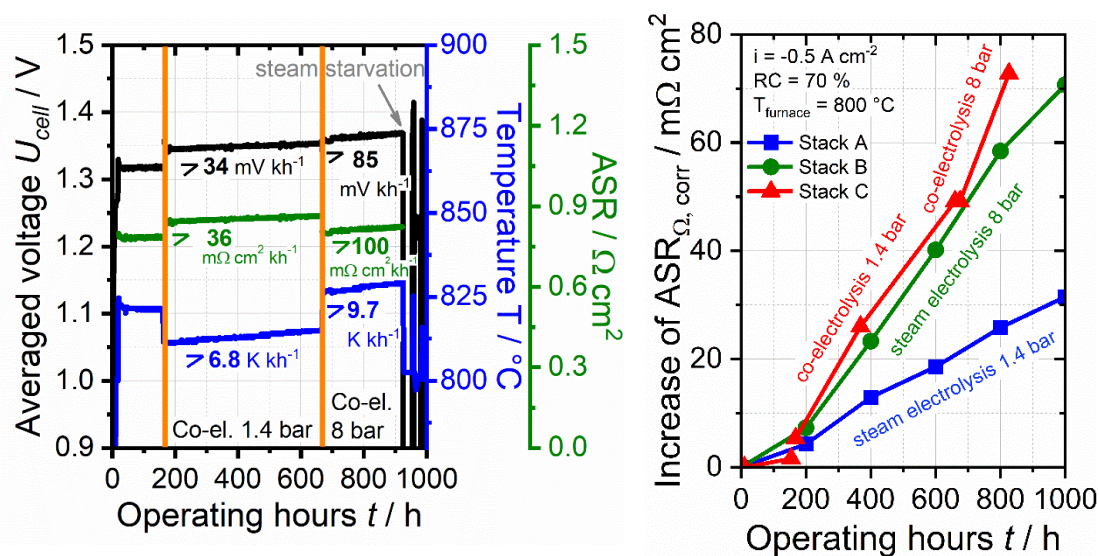 Averaged voltage Ucell / V
1.5
1.4
1.3
1.2
1.1
1.0
0.9
0 200 400 600 800 1000
Operating hours t / h
steam starvation
34 mV kh-1
85
mV kh-1
36
mΩ cm2 kh-1
100
mΩ cm2 kh-1
6.8 K kh-1
9.7
K kh-1
Co-el. 1.4 bar
Co-el.
8 bar
900
875
850
825
800
Temperature T / °C
1.5
1.2
0.9
0.6
0.3
0.0
ASR / Ω cm2
Increase of ASRΩ, corr / mΩ cm2
80
60
40
20
0
0 200 400 600 800 1000
Operating hours t / h
i = -0.5 A cm-2
RC = 70 %
Tfurnace = 800 °C
Stack A
Stack B
Stack C
co-electrolysis 1.4 bar
co-electrolysis 8 bar
steam electrolysis 8 bar
steam electrolysis 1.4 bar